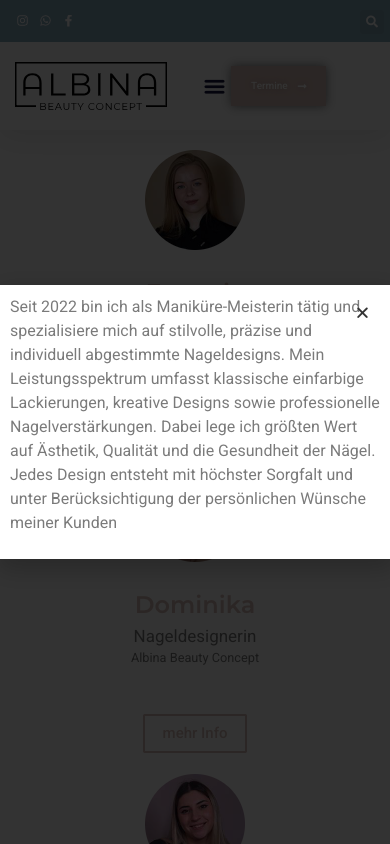 ALBINA
BEAUTY CONCEPT
Termine →
Seit 2022 bin ich als Maniküre-Meisterin tätig und
spezialisiere mich auf stilvolle, präzise und
individuell abgestimmte Nageldesigns. Mein
Leistungsspektrum umfasst klassische einfarbige
Lackierungen, kreative Designs sowie professionelle
Nagelverstärkungen. Dabei lege ich größten Wert
auf Ästhetik, Qualität und die Gesundheit der Nägel.
Jedes Design entsteht mit höchster Sorgfalt und
unter Berücksichtigung der persönlichen Wünsche
meiner Kunden
Dominika
Nageldesignerin
Albina Beauty Concept
mehr Info